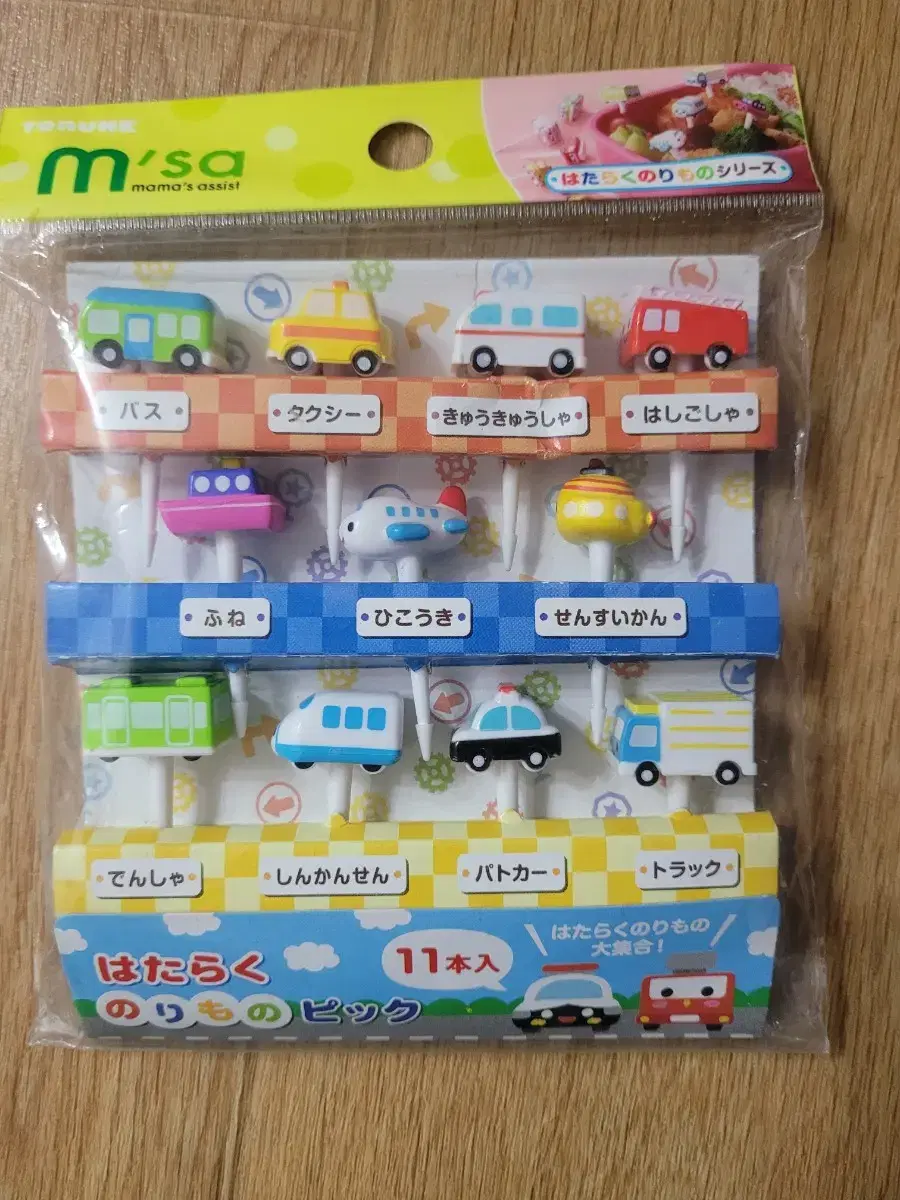 TORUNE
m'sa
mama's assist
はたらくのりものシリーズ
バス
タクシー
きゅうきゅうしゃ
はしごしゃ
ふね
ひこうき
せんすいかん
でんしゃ
しんかんせん
パトカー
トラック
はたらく
のりものピック
11本入
はたらくのりもの
大集合!